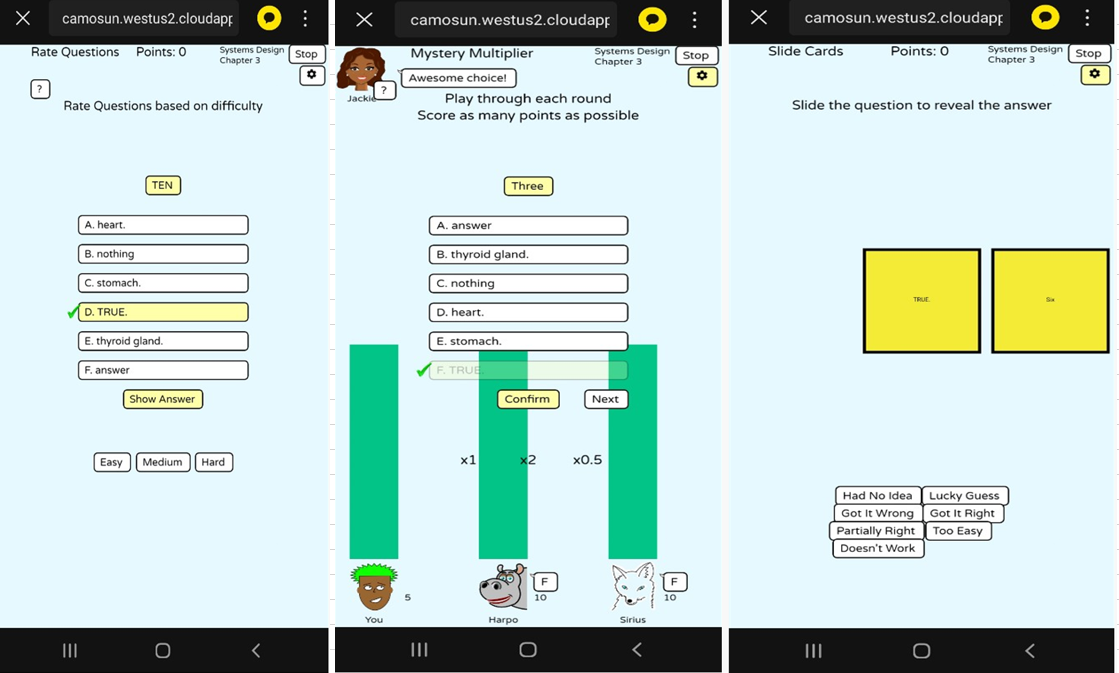 camosun.westus2.cloudapp
Rate Questions
Points: 0
Systems Design
Chapter 3
Stop
?
Rate Questions based on difficulty
TEN
A. heart.
B. nothing
C. stomach.
D. TRUE.
E. thyroid gland.
F. answer
Show Answer
Easy
Medium
Hard
camosun.westus2.cloudapp
Mystery Multiplier
Systems Design
Chapter 3
Stop
Awesome choice!
Jackie
?
Play through each round
Score as many points as possible
Three
A. answer
B. thyroid gland.
C. nothing
D. heart.
E. stomach.
F. TRUE.
Confirm
Next
x1
x2
x0.5
5
F
10
F
10
You
Harpo
Sirius
camosun.westus2.cloudapp
Slide Cards
Points: 0
Systems Design
Chapter 3
Stop
Slide the question to reveal the answer
TRUE.
Six
Had No Idea
Lucky Guess
Got It Wrong
Got It Right
Partially Right
Too Easy
Doesn't Work